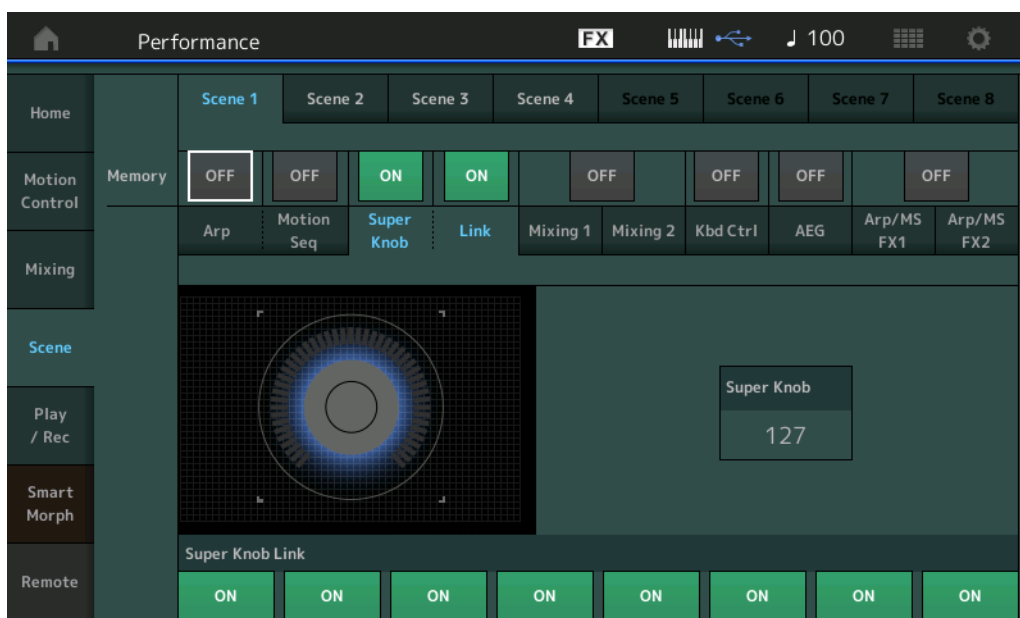 Performance FX 100
Scene 1 Scene 2 Scene 3 Scene 4 Scene 5 Scene 6 Scene 7 Scene 8
Home
Motion
Control
Mixing
Scene
Play
/ Rec
Smart
Morph
Remote
Memory OFF OFF ON ON OFF OFF OFF OFF
Arp Motion Seq Super Knob Link Mixing 1 Mixing 2 Kbd Ctrl AEG Arp/MS FX1 Arp/MS FX2
Super Knob
127
Super Knob Link
ON ON ON ON ON ON ON ON